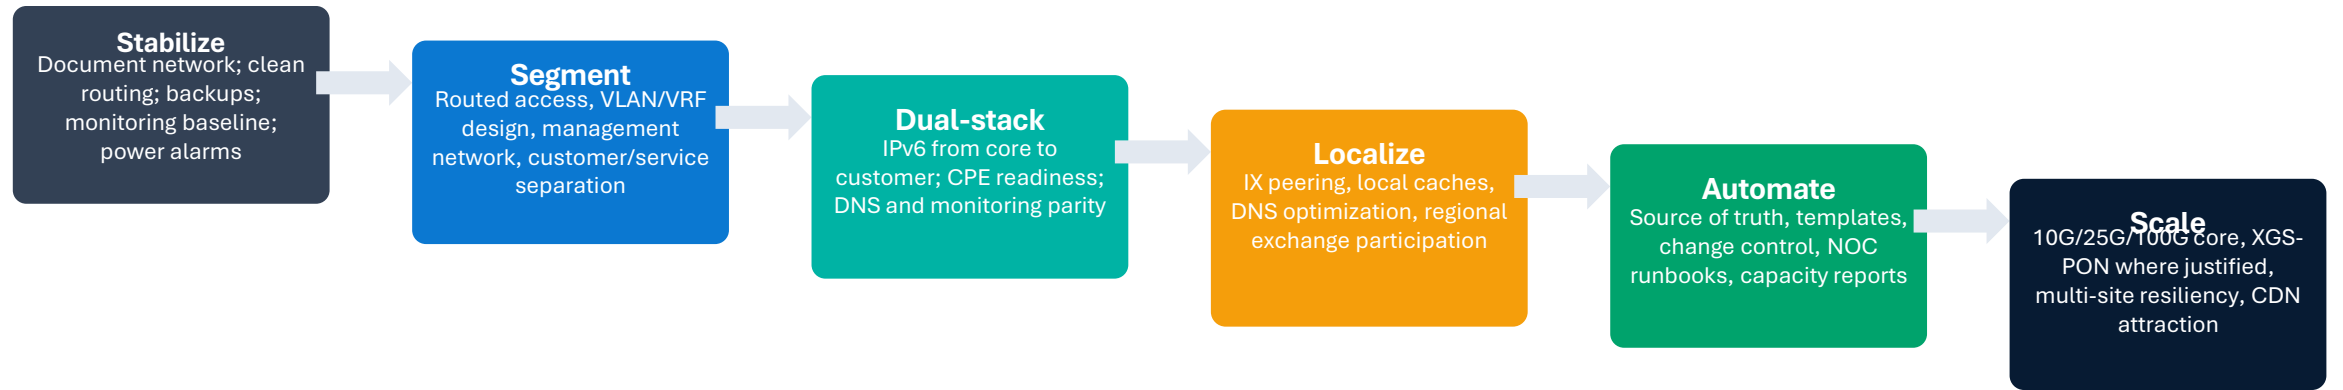 Stabilize
Document network; clean
routing; backups;
monitoring baseline;
power alarms
Segment
Routed access, VLAN/VRF
design, management
network, customer/service
separation
Dual-stack
IPv6 from core to
customer; CPE readiness;
DNS and monitoring parity
Localize
IX peering, local caches,
DNS optimization, regional
exchange participation
Automate
Source of truth, templates,
change control, NOC
runbooks, capacity reports
Scale
10G/25G/100G core, XGS-
PON where justified,
multi-site resiliency, CDN
attraction